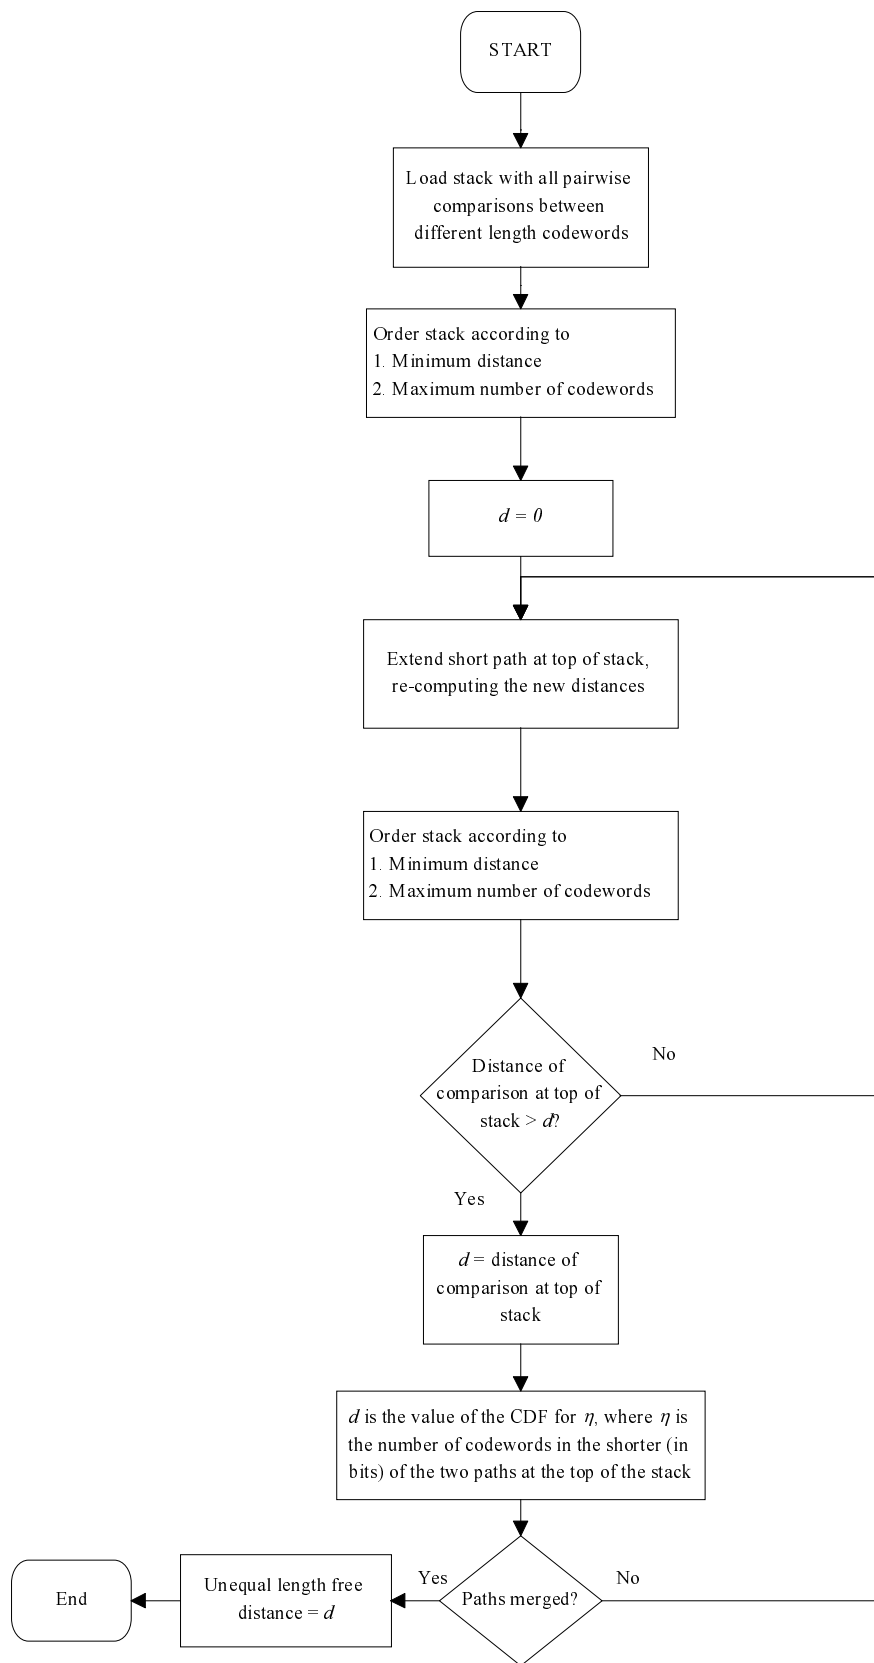 START
Load stack with all pairwise
comparisons between
different length codewords
Order stack according to
1. Minimum distance
2. Maximum number of codewords
d = 0
Extend short path at top of stack,
re-computing the new distances
Order stack according to
1. Minimum distance
2. Maximum number of codewords
Distance of
comparison at top of
stack > d?
No
Yes
d = distance of
comparison at top of
stack
d is the value of the CDF for η, where η is
the number of codewords in the shorter (in
bits) of the two paths at the top of the stack
Paths merged?
No
Yes
Unequal length free
distance = d
End